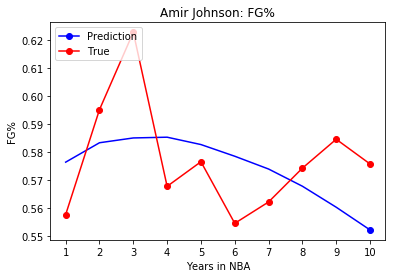 Amir Johnson: FG%
Prediction
True
FG%
0.62
0.61
0.60
0.59
0.58
0.57
0.56
0.55
1 2 3 4 5 6 7 8 9 10
Years in NBA